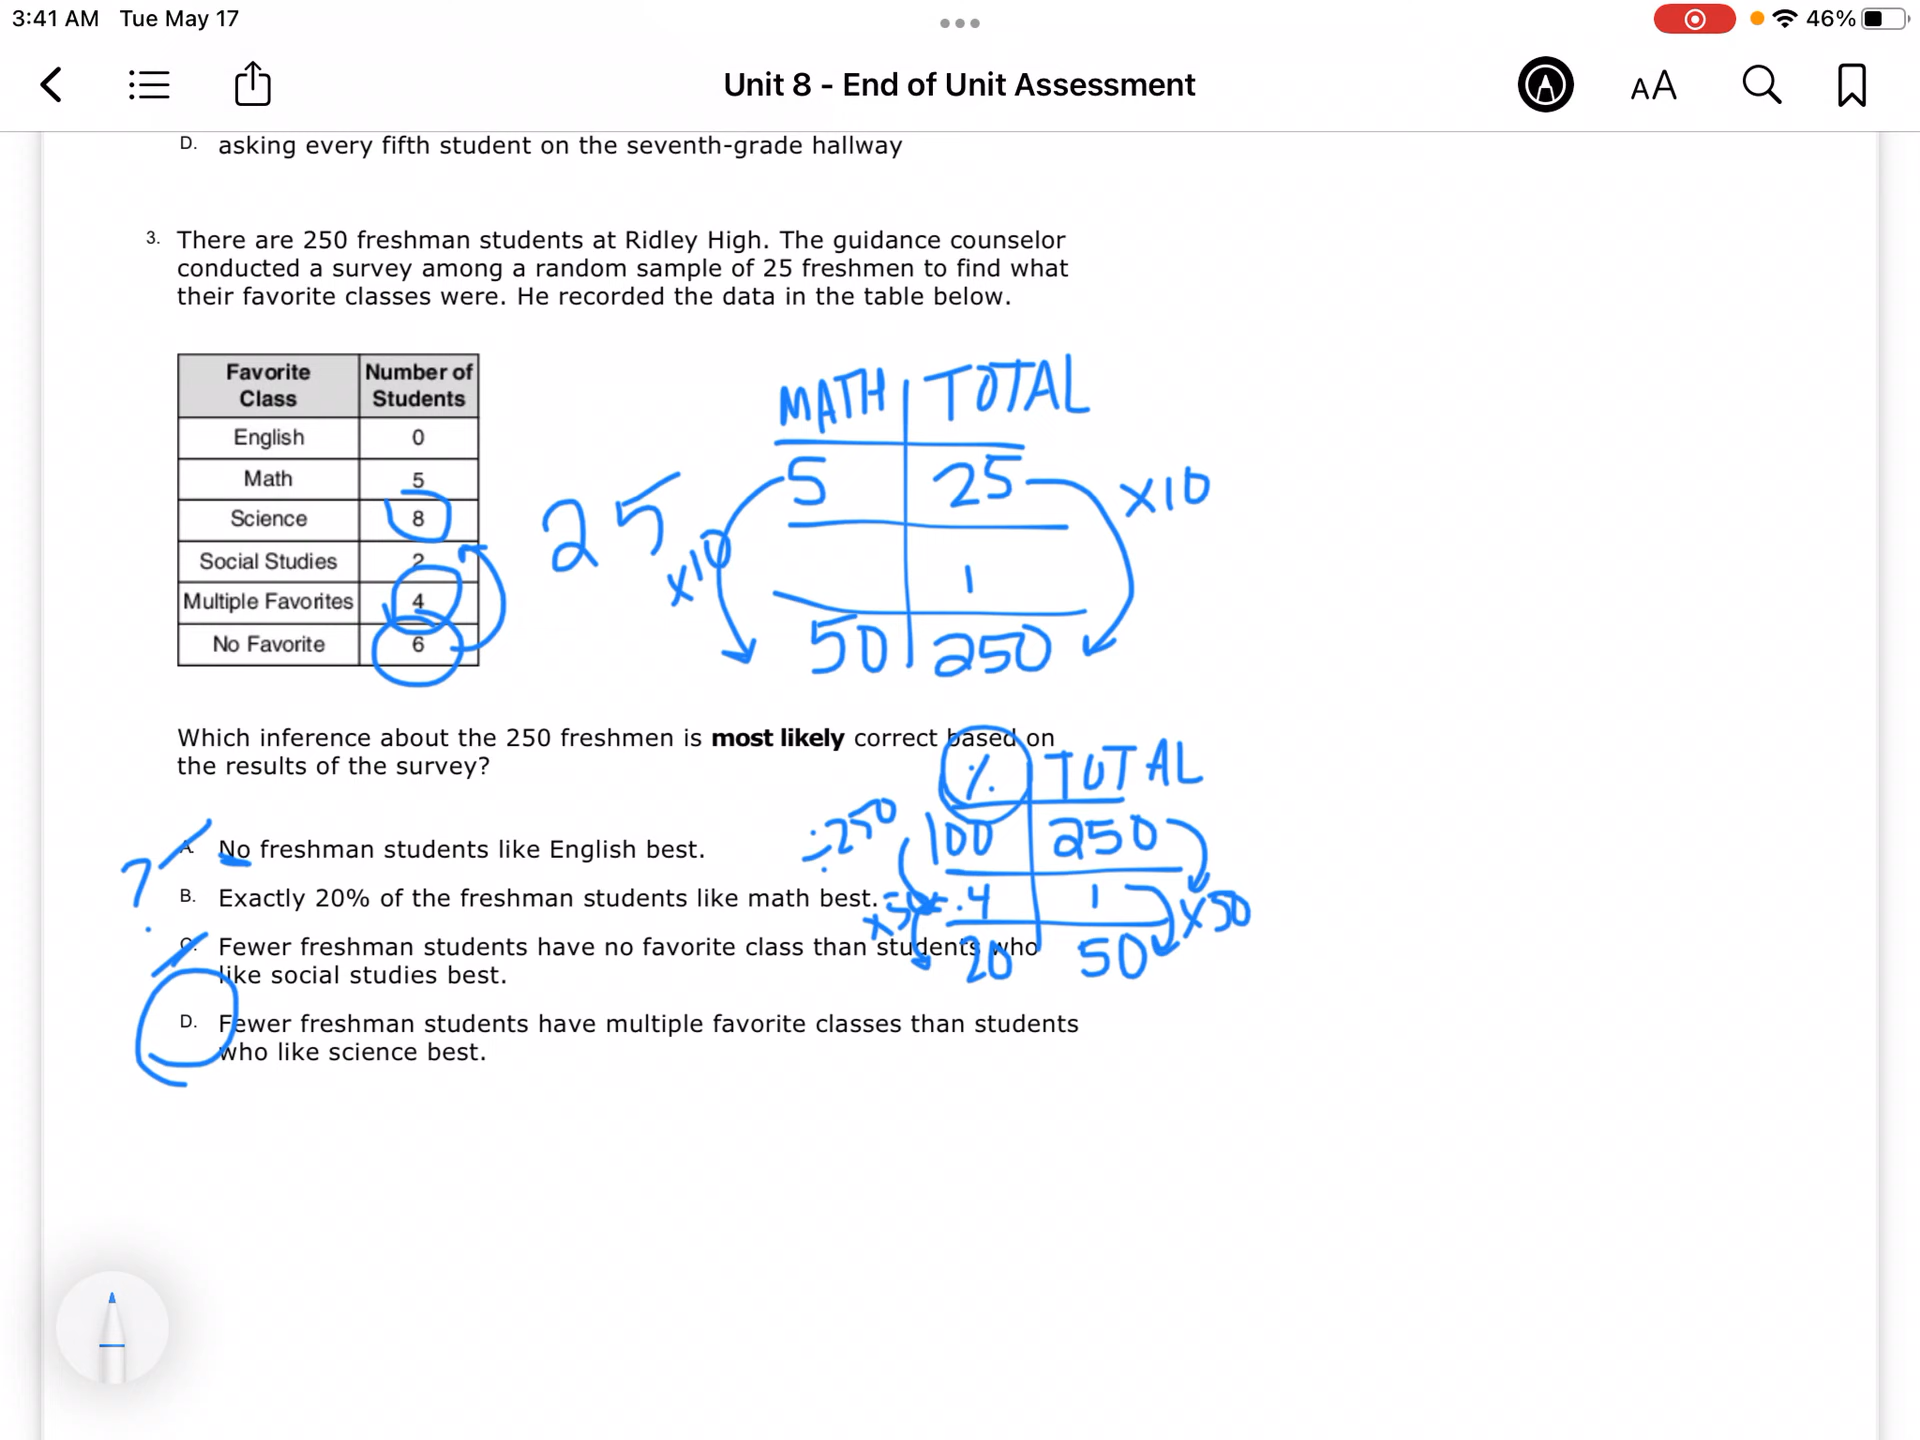 3:41 AM Tue May 17
46%
Unit 8 - End of Unit Assessment
AA
D. asking every fifth student on the seventh-grade hallway
3. There are 250 freshman students at Ridley High. The guidance counselor
conducted a survey among a random sample of 25 freshmen to find what
their favorite classes were. He recorded the data in the table below.
Favorite Class Number of Students
English 0
Math 5
Science 8
Social Studies 2
Multiple Favorites 4
No Favorite 6
25
MATH TOTAL
5 25
x10 x10
1
50 250
Which inference about the 250 freshmen is most likely correct based on
the results of the survey?
% TOTAL
÷250 100 250
.4 1
x50 x50
20 50
?
A. No freshman students like English best.
B. Exactly 20% of the freshman students like math best.
C. Fewer freshman students have no favorite class than students who
like social studies best.
D. Fewer freshman students have multiple favorite classes than students
who like science best.